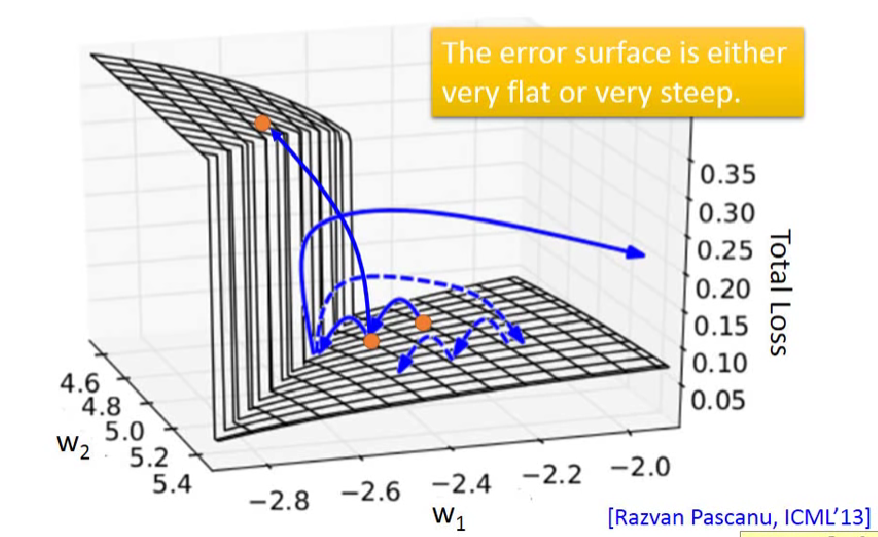 The error surface is either
very flat or very steep.
0.35
0.30
0.25
0.20
0.15
0.10
0.05
Total Loss
4.6
4.8
5.0
5.2
5.4
w2
−2.8
−2.6
−2.4
−2.2
−2.0
w1
[Razvan Pascanu, ICML’13]